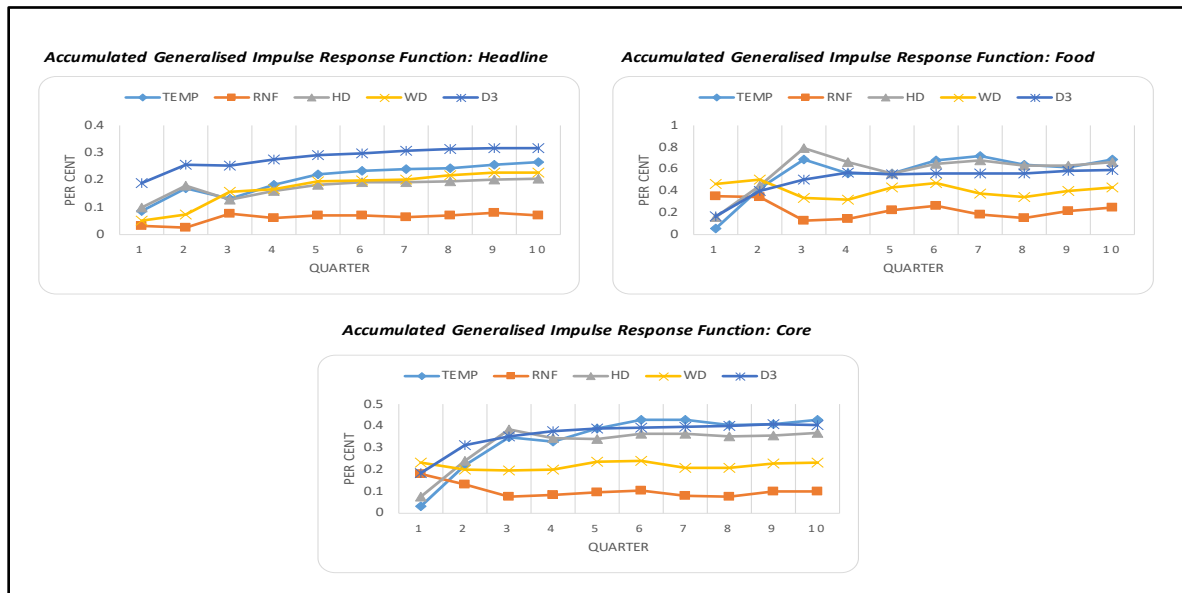 Accumulated Generalised Impulse Response Function: Headline
TEMP RNF HD WD D3
0.4
0.3
0.2
0.1
0
PER CENT
1 2 3 4 5 6 7 8 9 10
QUARTER
Accumulated Generalised Impulse Response Function: Food
TEMP RNF HD WD D3
1
0.8
0.6
0.4
0.2
0
PER CENT
1 2 3 4 5 6 7 8 9 10
QUARTER
Accumulated Generalised Impulse Response Function: Core
TEMP RNF HD WD D3
0.5
0.4
0.3
0.2
0.1
0
PER CENT
1 2 3 4 5 6 7 8 9 10
QUARTER